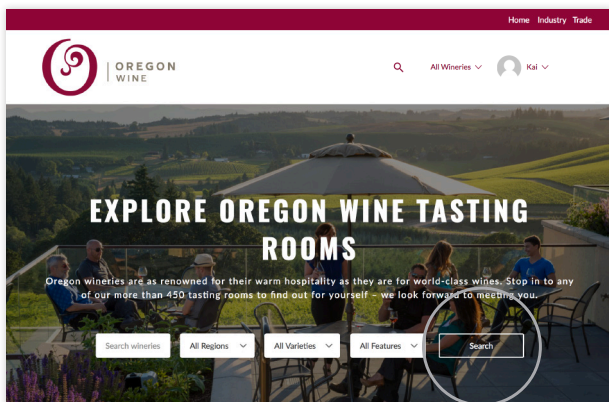 Home Industry Trade
OREGON
WINE
All Wineries
Kai
EXPLORE OREGON WINE TASTING
ROOMS
Oregon wineries are as renowned for their warm hospitality as they are for world-class wines. Stop in to any
of our more than 450 tasting rooms to find out for yourself – we look forward to meeting you.
Search wineries
All Regions
All Varieties
All Features
Search